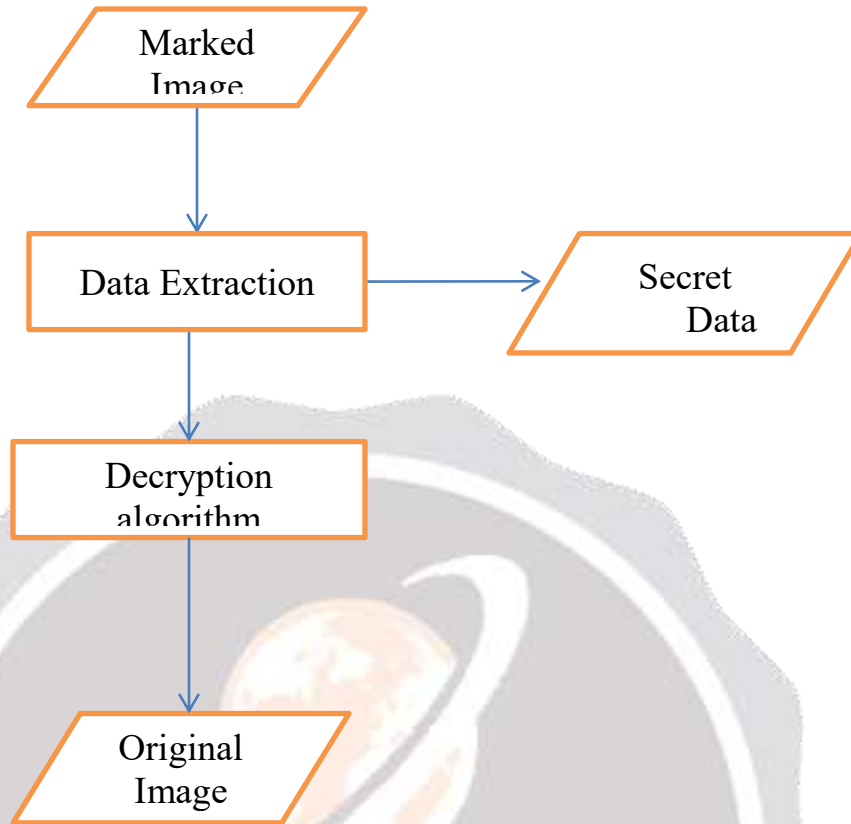 Marked
Image
Data Extraction
Secret
Data
Decryption
algorithm
Original
Image